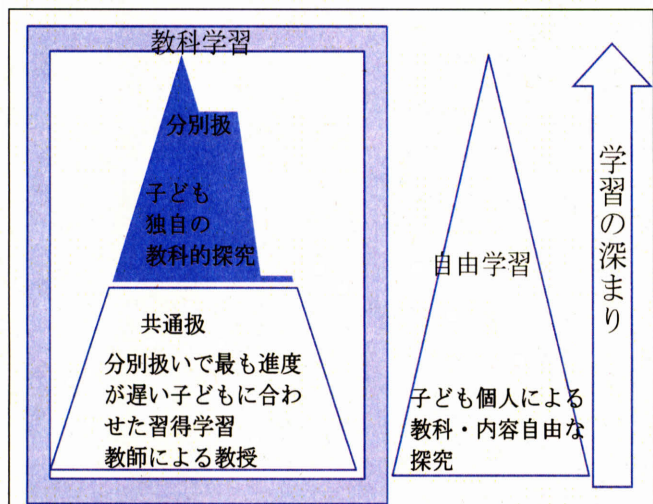 教科学習
分別扱
子ども
独自の
教科的探究
共通扱
分別扱いで最も進度
が遅い子どもに合わ
せた習得学習
教師による教授
自由学習
子ども個人による
教科・内容自由な
探究
学習の深まり